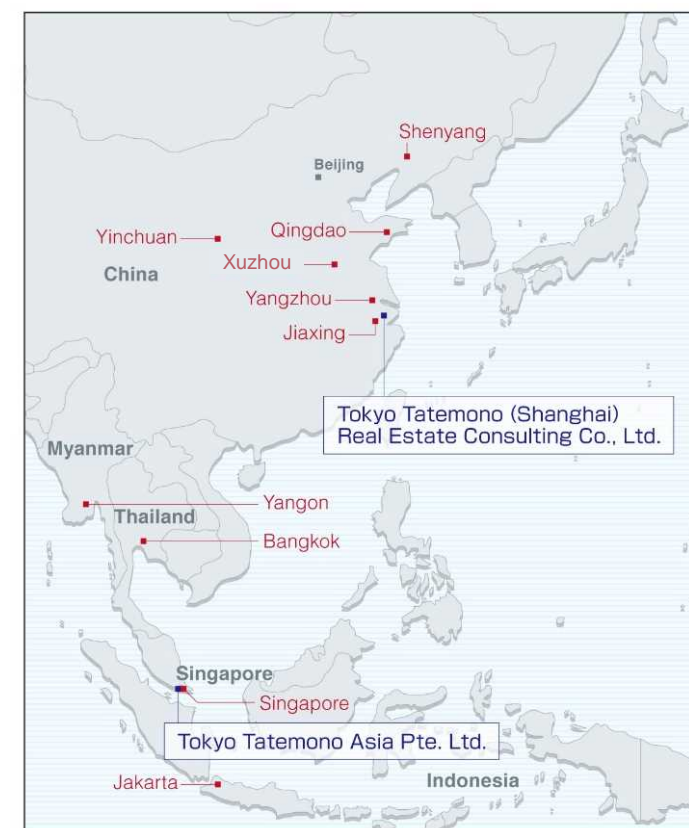 Shenyang
Beijing
Qingdao
Yinchuan
Xuzhou
China
Yangzhou
Jiaxing
Tokyo Tatemono (Shanghai)
Real Estate Consulting Co., Ltd.
Myanmar
Yangon
Thailand
Bangkok
Singapore
Singapore
Tokyo Tatemono Asia Pte. Ltd.
Jakarta
Indonesia